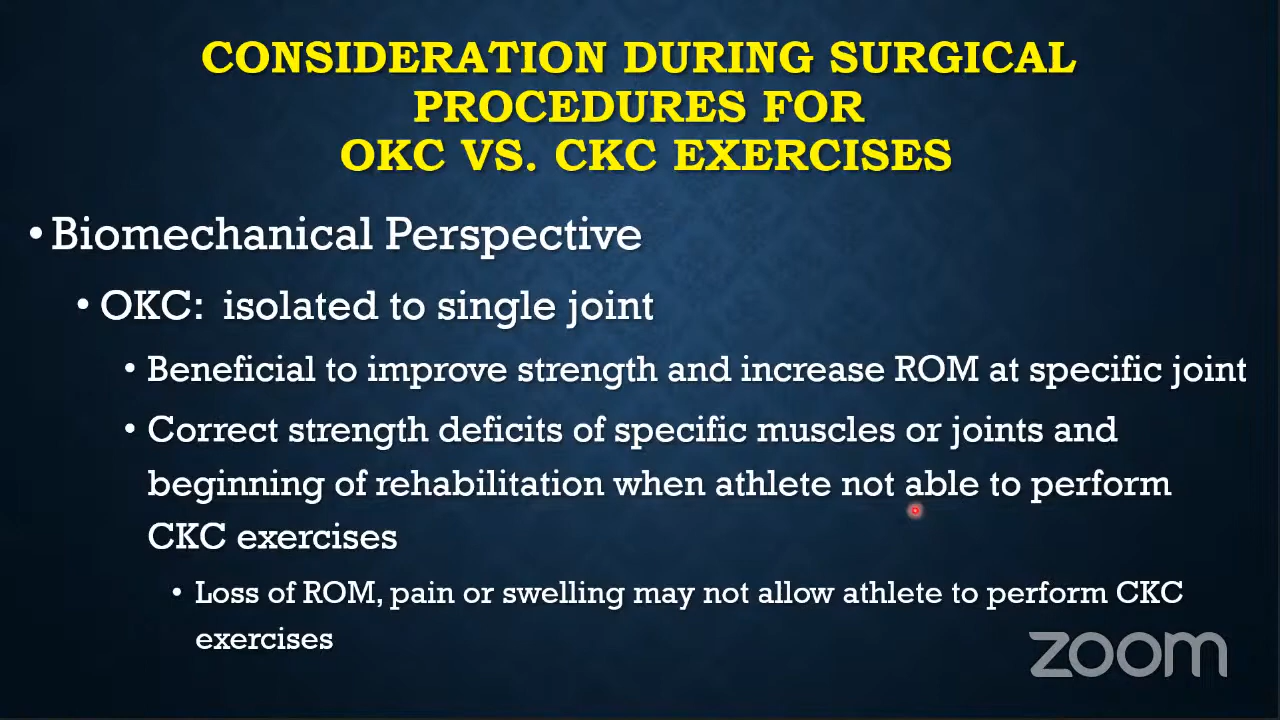 CONSIDERATION DURING SURGICAL
PROCEDURES FOR
OKC VS. CKC EXERCISES
•Biomechanical Perspective
• OKC: isolated to single joint
• Beneficial to improve strength and increase ROM at specific joint
• Correct strength deficits of specific muscles or joints and
beginning of rehabilitation when athlete not able to perform
CKC exercises
• Loss of ROM, pain or swelling may not allow athlete to perform CKC
exercises
zoom